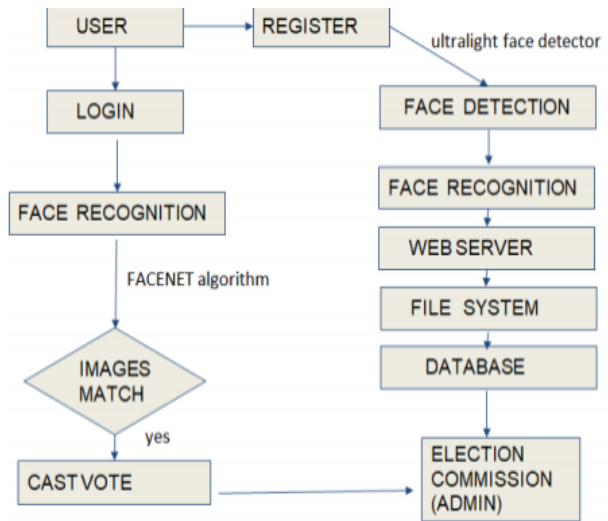 USER
REGISTER
ultralight face detector
LOGIN
FACE DETECTION
FACE RECOGNITION
FACE RECOGNITION
WEB SERVER
FACENET algorithm
FILE SYSTEM
IMAGES
MATCH
DATABASE
yes
CAST VOTE
ELECTION
COMMISSION
(ADMIN)